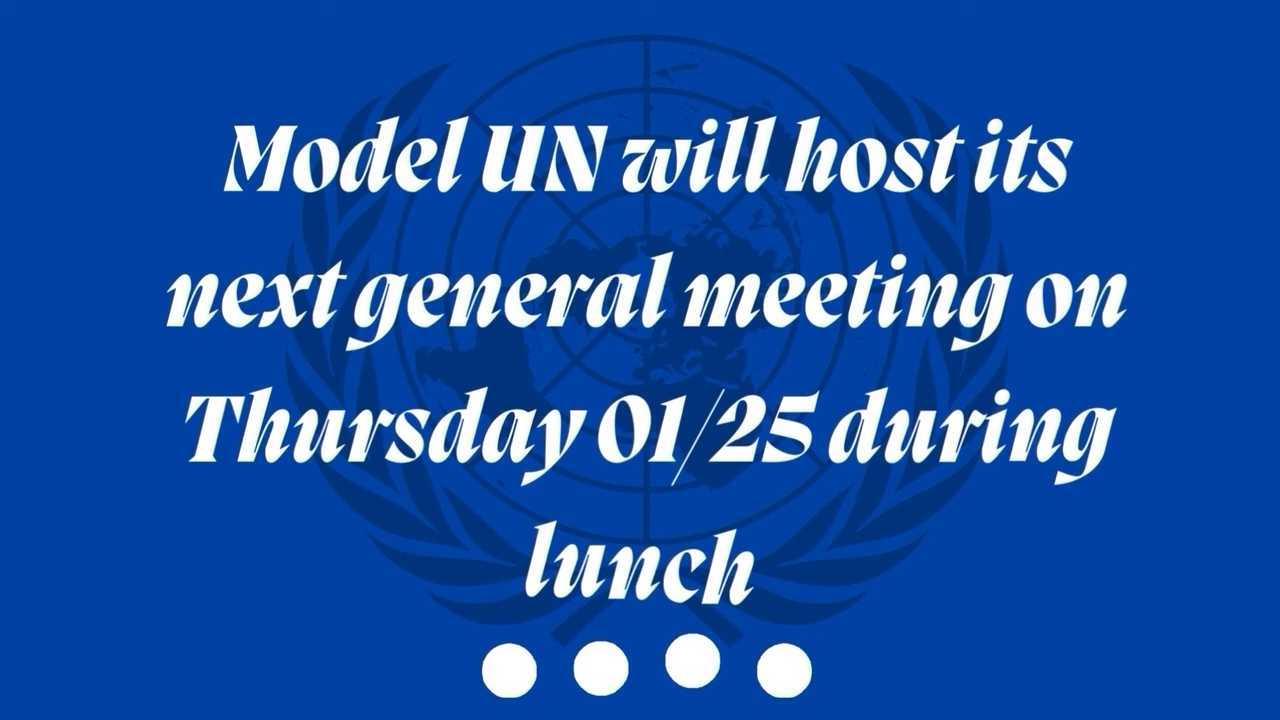 Model UN will host its
next general meeting on
Thursday 01/25 during
lunch